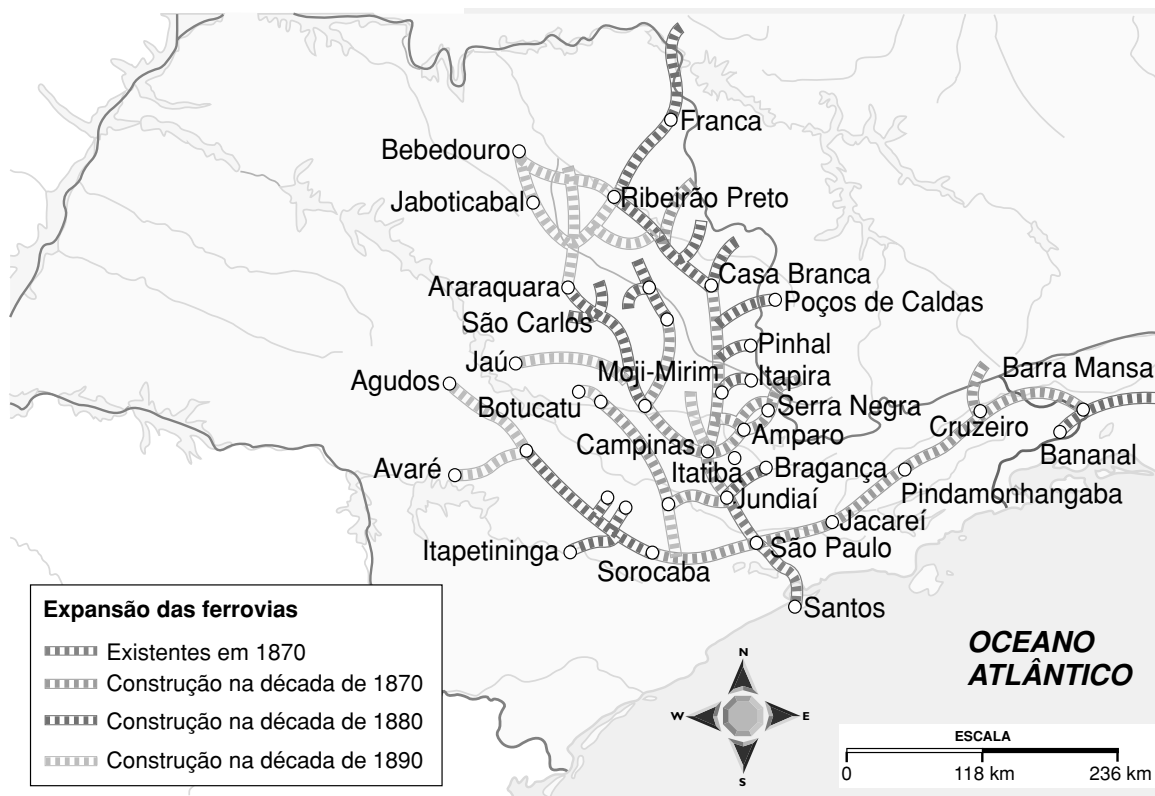 Franca
Bebedouro
Jaboticabal
Ribeirão Preto
Araraquara
Casa Branca
Poços de Caldas
São Carlos
Pinhal
Jaú
Moji-Mirim
Itapira
Barra Mansa
Agudos
Botucatu
Serra Negra
Cruzeiro
Amparo
Campinas
Bananal
Itatiba
Bragança
Avaré
Pindamonhangaba
Jundiaí
Jacareí
Itapetininga
Sorocaba
São Paulo
Santos
Expansão das ferrovias
Existentes em 1870
Construção na década de 1870
Construção na década de 1880
Construção na década de 1890
N
W
E
S
OCEANO
ATLÂNTICO
ESCALA
0 118 km 236 km